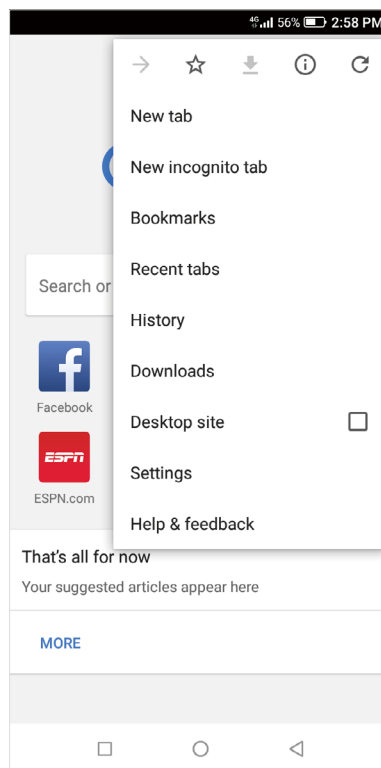 4G 56% 2:58 PM
New tab
New incognito tab
Bookmarks
Recent tabs
Search or
History
Downloads
Facebook
Desktop site
ESPN
Settings
ESPN.com
Help & feedback
That's all for now
Your suggested articles appear here
MORE